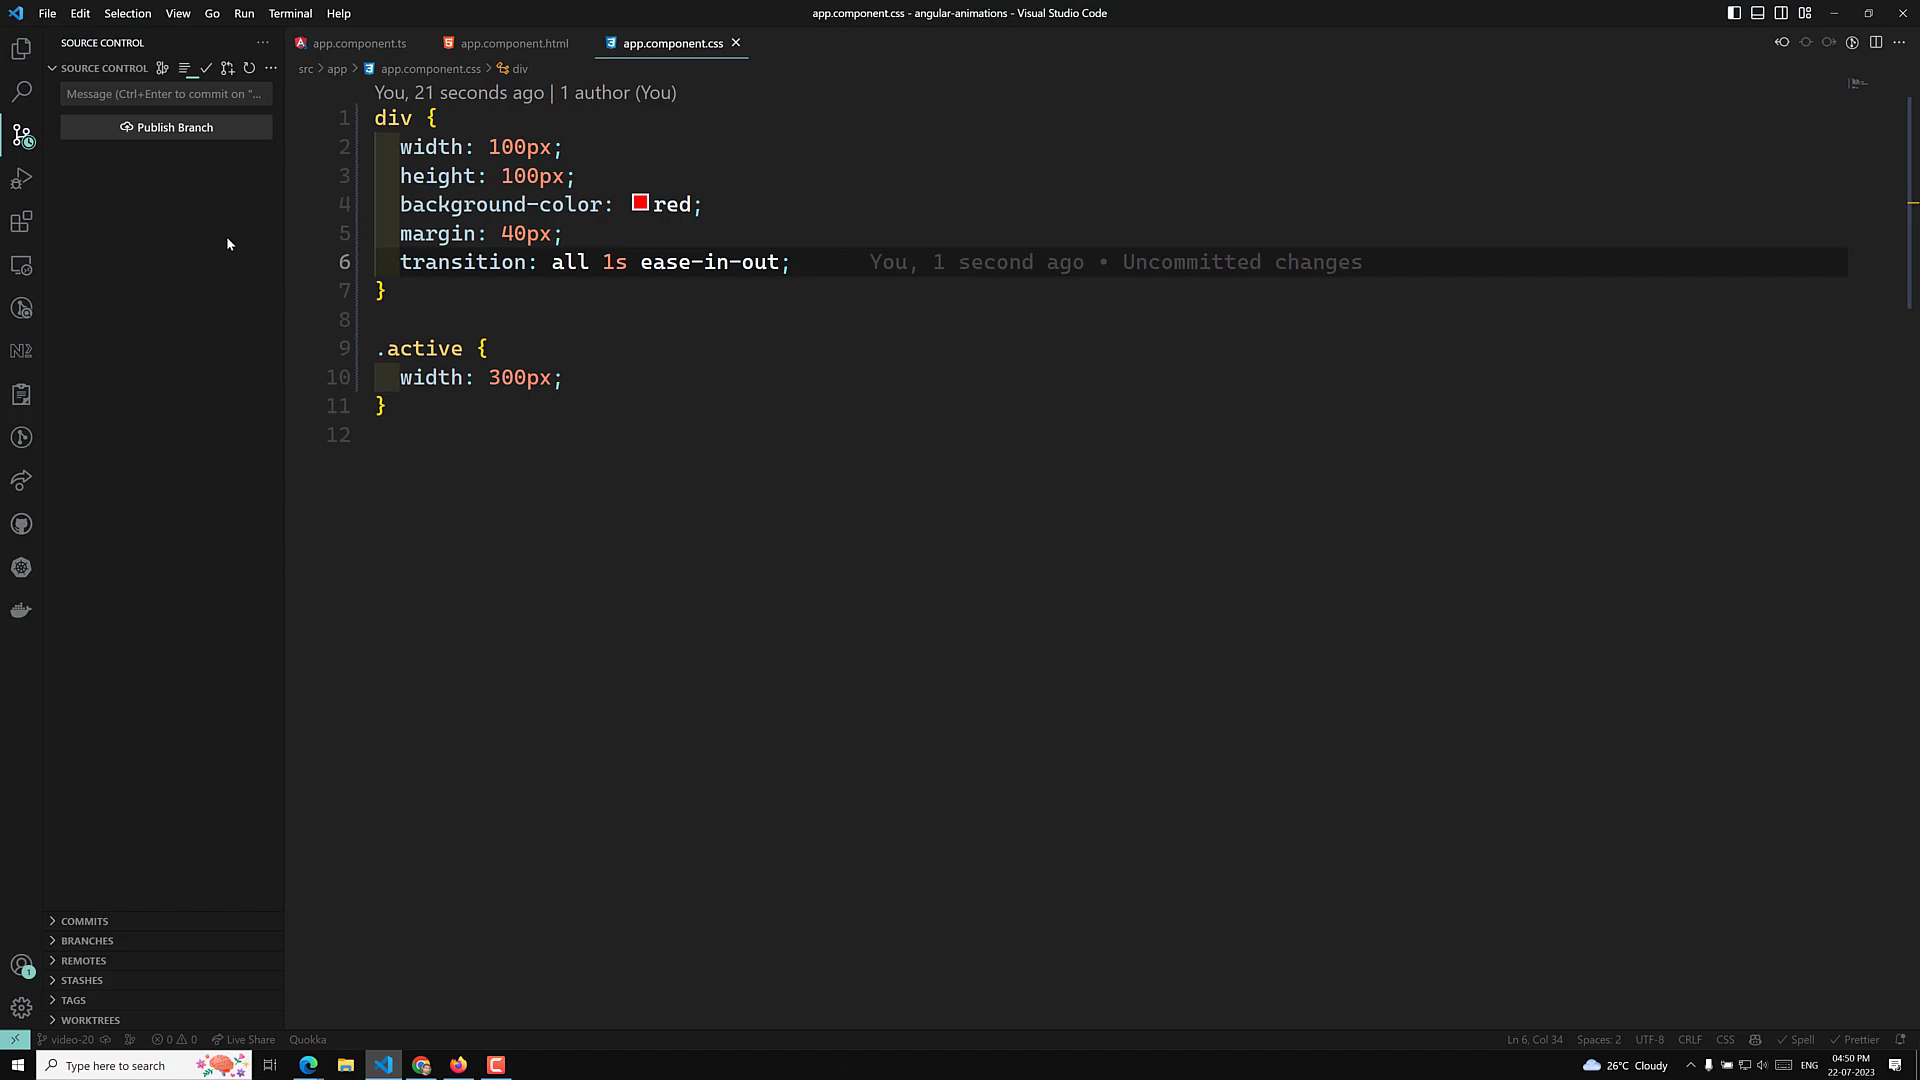 File Edit Selection View Go Run Terminal Help
app.component.css - angular-animations - Visual Studio Code
SOURCE CONTROL
SOURCE CONTROL
Message (Ctrl+Enter to commit on "...
Publish Branch
app.component.ts app.component.html app.component.css
src > app > app.component.css > div
You, 21 seconds ago | 1 author (You)
1 div {
2 width: 100px;
3 height: 100px;
4 background-color: red;
5 margin: 40px;
6 transition: all 1s ease-in-out; You, 1 second ago • Uncommitted changes
7 }
8
9 .active {
10 width: 300px;
11 }
12
COMMITS
BRANCHES
REMOTES
STASHES
TAGS
WORKTREES
1
video-20 0 0 Live Share Quokka
Ln 6, Col 34 Spaces: 2 UTF-8 CRLF CSS Spell Prettier
Type here to search
26°C Cloudy ENG 04:50 PM
22-07-2023